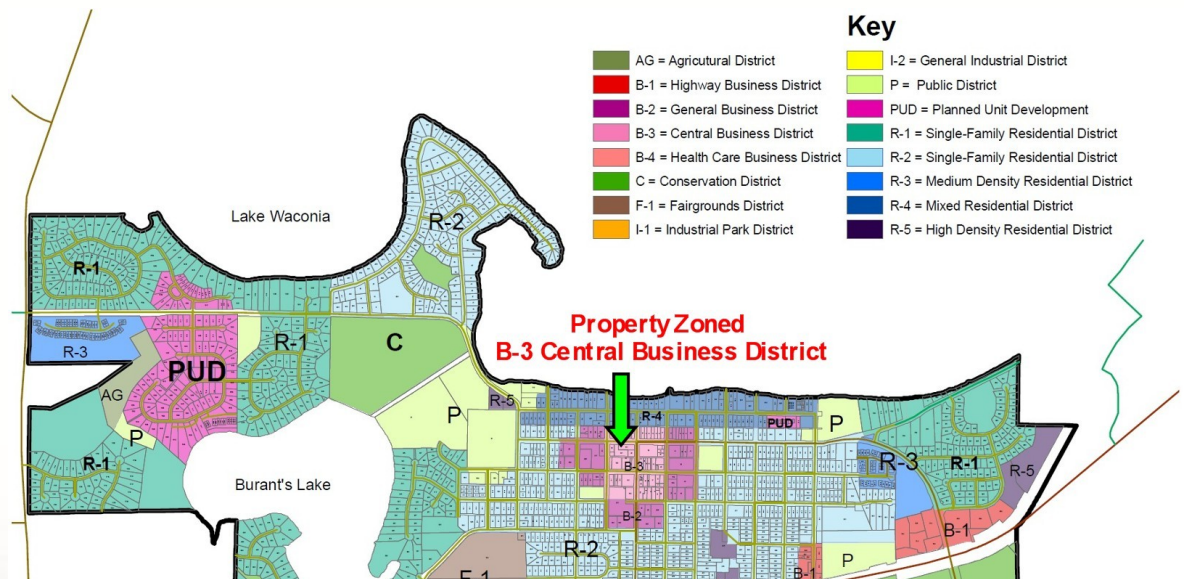 Key
AG = Agricutural District
B-1 = Highway Business District
B-2 = General Business District
B-3 = Central Business District
B-4 = Health Care Business District
C = Conservation District
F-1 = Fairgrounds District
I-1 = Industrial Park District
I-2 = General Industrial District
P = Public District
PUD = Planned Unit Development
R-1 = Single-Family Residential District
R-2 = Single-Family Residential District
R-3 = Medium Density Residential District
R-4 = Mixed Residential District
R-5 = High Density Residential District
Lake Waconia
R-2
R-1
Property Zoned
B-3 Central Business District
R-3
R-1
C
PUD
AG
R-5
P
R-4
PUD
P
P
R-1
B-3
R-3
R-1
R-5
Burant's Lake
B-2
B-1
R-2
P
F-1
B-1